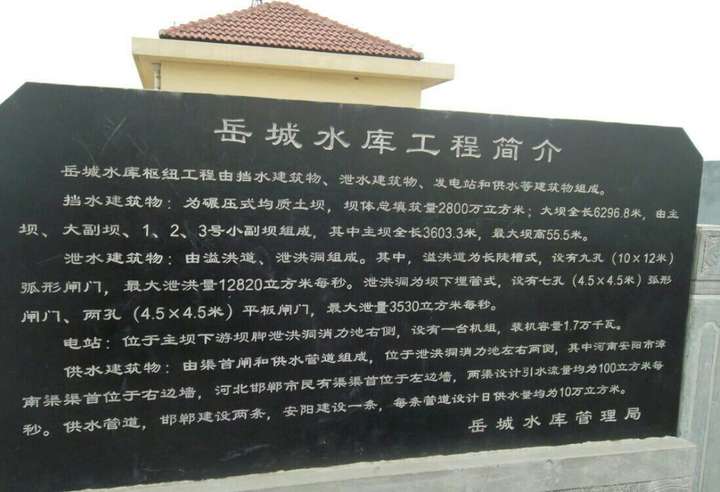 岳城水库工程简介
岳城水库枢纽工程由挡水建筑物、泄水建筑物、发电站和供水等建筑物组成。
挡水建筑物：为碾压式均质土坝，坝体总填筑量2800万立方米；大坝全长6296.8米，由主
坝、大副坝、1、2、3号小副坝组成，其中主坝全长3603.3米，最大坝高55.5米。
泄水建筑物：由溢洪道、泄洪洞组成。其中，溢洪道为长陡槽式，设有九孔（10×12米）
弧形闸门，最大泄洪量12820立方米每秒。泄洪洞为坝下埋管式，设有七孔（4.5×4.5米）弧形
闸门、两孔（4.5×4.5米）平板闸门，最大泄量3530立方米每秒。
电站：位于主坝下游坝脚泄洪洞消力池右侧，设有一台机组，装机容量1.7万千瓦。
供水建筑物：由渠首闸和供水管道组成，位于泄洪洞消力池左右两侧，其中河南安阳市漳
南渠渠首位于右边墙，河北邯郸市民有渠渠首位于左边墙，两渠设计引水流量均为100立方米每
秒。供水管道，邯郸建设两条，安阳建设一条，每条管道设计日供水量均为10万立方米。
岳城水库管理局